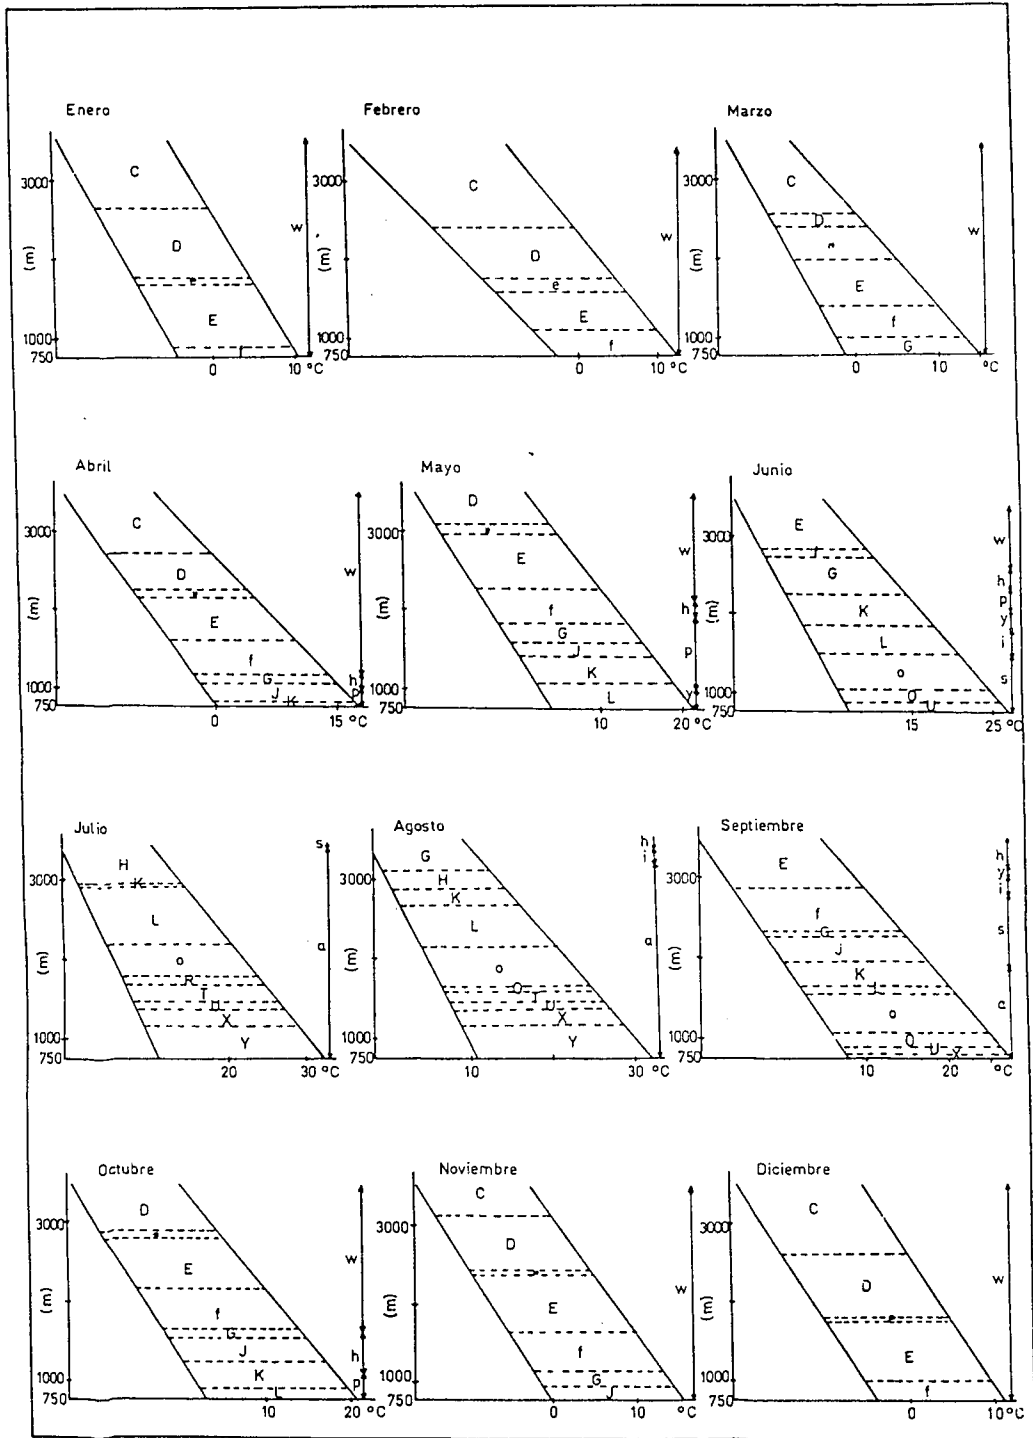 Enero
3000
(m)
1000
750
C
D
e
E
f
w
0
10 °C
Febrero
3000
(m)
1000
750
C
D
e
E
f
w
0
10
°C
Marzo
3000
(m)
1000
750
C
D
E
f
G
w
0
10
°C
Abril
3000
(m)
1000
750
C
D
E
f
G
J
K
w
h
p
0
15 °C
Mayo
3000
(m)
1000
750
D
E
f
G
J
K
L
w
h
p
y
10
20 °C
Junio
3000
(m)
1000
750
E
f
G
K
L
o
Q
U
w
h
p
y
i
s
15
25 °C
Julio
3000
(m)
1000
750
H
K
L
o
R
T
U
X
Y
s
a
20
30 °C
Agosto
3000
(m)
1000
750
G
H
K
L
o
Q
T
U
X
Y
h
i
a
10
30 °C
Septiembre
3000
(m)
1000
750
E
f
G
J
K
L
o
Q
U
X
h
y
i
s
a
10
20
°C
Octubre
3000
(m)
1000
750
D
E
f
G
J
K
L
w
h
p
10
20 °C
Noviembre
3000
(m)
1000
750
C
D
E
f
G
J
w
0
10
°C
Diciembre
3000
(m)
1000
750
C
D
e
E
f
w
0
10 °C